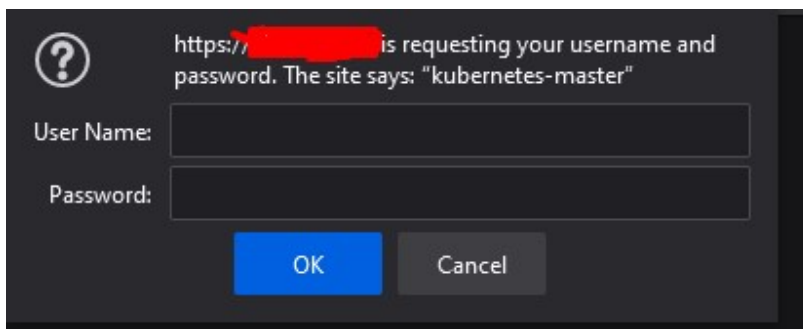 https:// is requesting your username and
password. The site says: “kubernetes-master”
User Name:
Password:
OK
Cancel